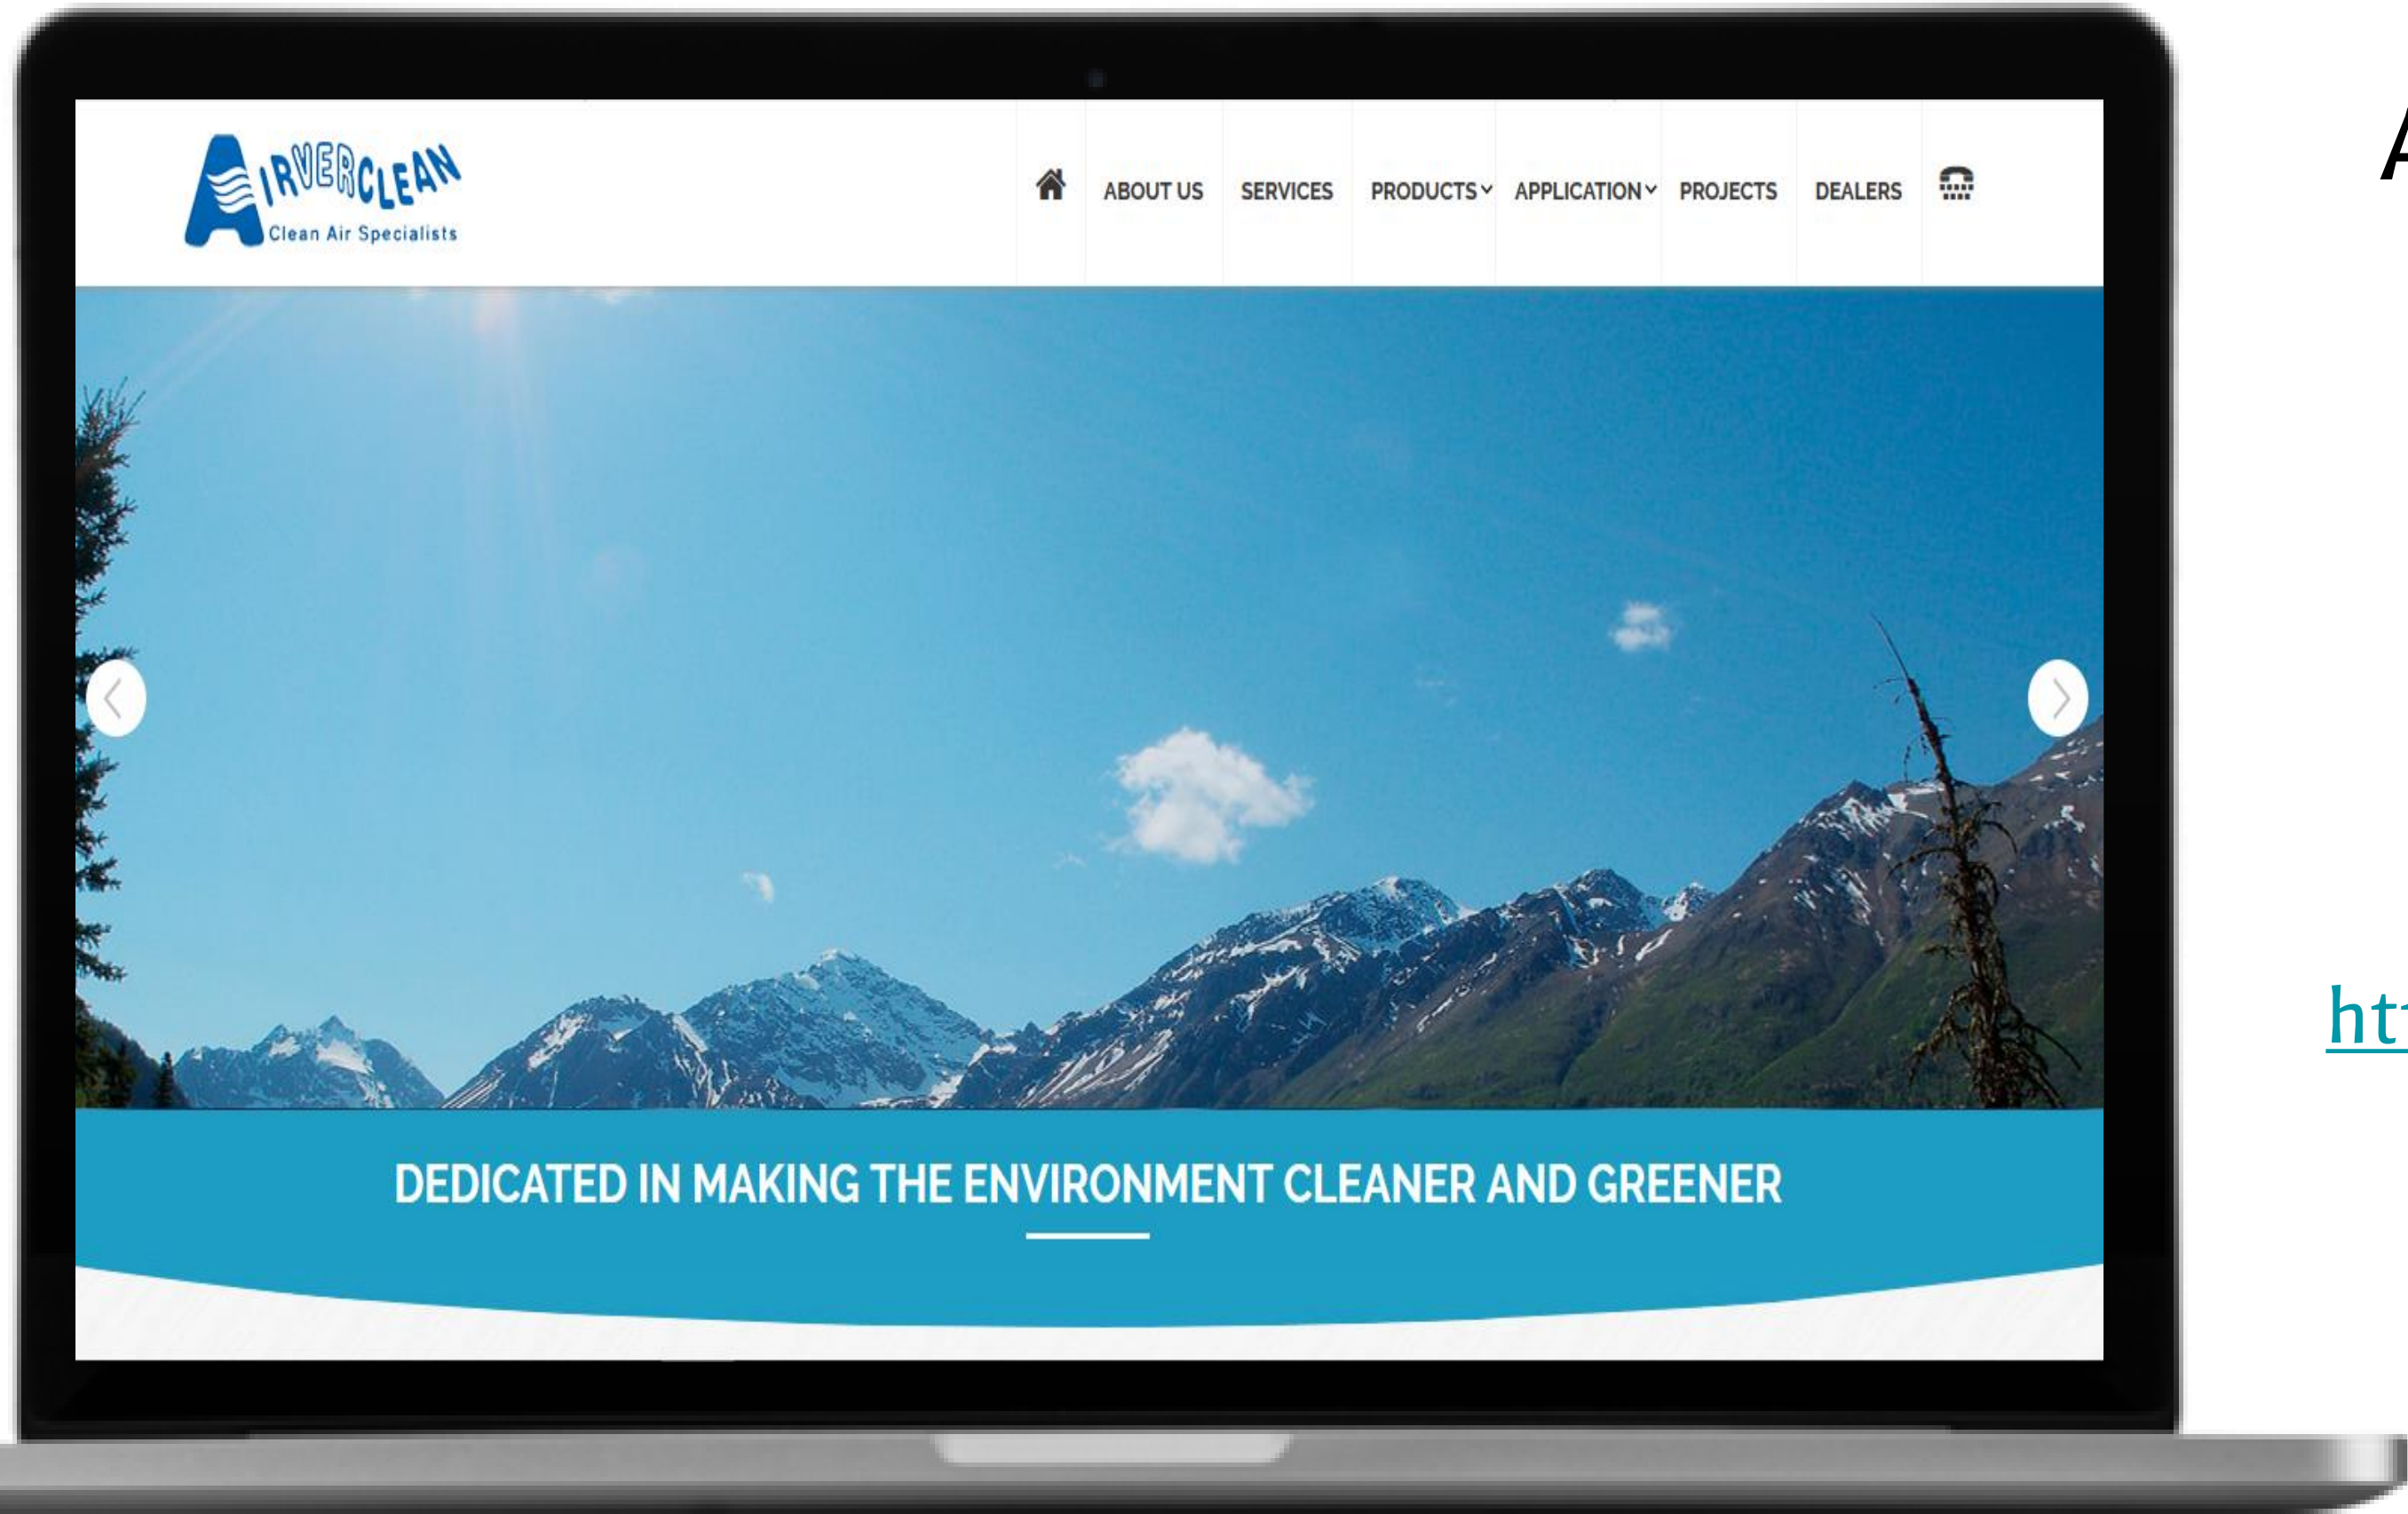 AIRVERCLEAN
Clean Air Specialists
ABOUT US SERVICES PRODUCTS APPLICATION PROJECTS DEALERS
DEDICATED IN MAKING THE ENVIRONMENT CLEANER AND GREENER